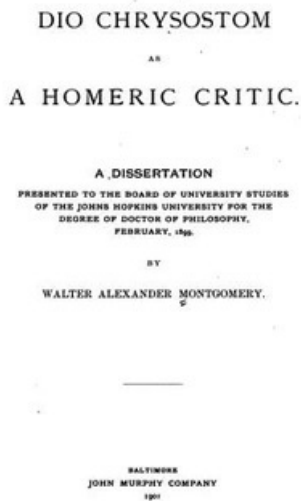 DIO CHRYSOSTOM
AS
A HOMERIC CRITIC.
A DISSERTATION
PRESENTED TO THE BOARD OF UNIVERSITY STUDIES
OF THE JOHNS HOPKINS UNIVERSITY FOR THE
DEGREE OF DOCTOR OF PHILOSOPHY,
FEBRUARY, 1899.
BY
WALTER ALEXANDER MONTGOMERY.
BALTIMORE
JOHN MURPHY COMPANY
1901